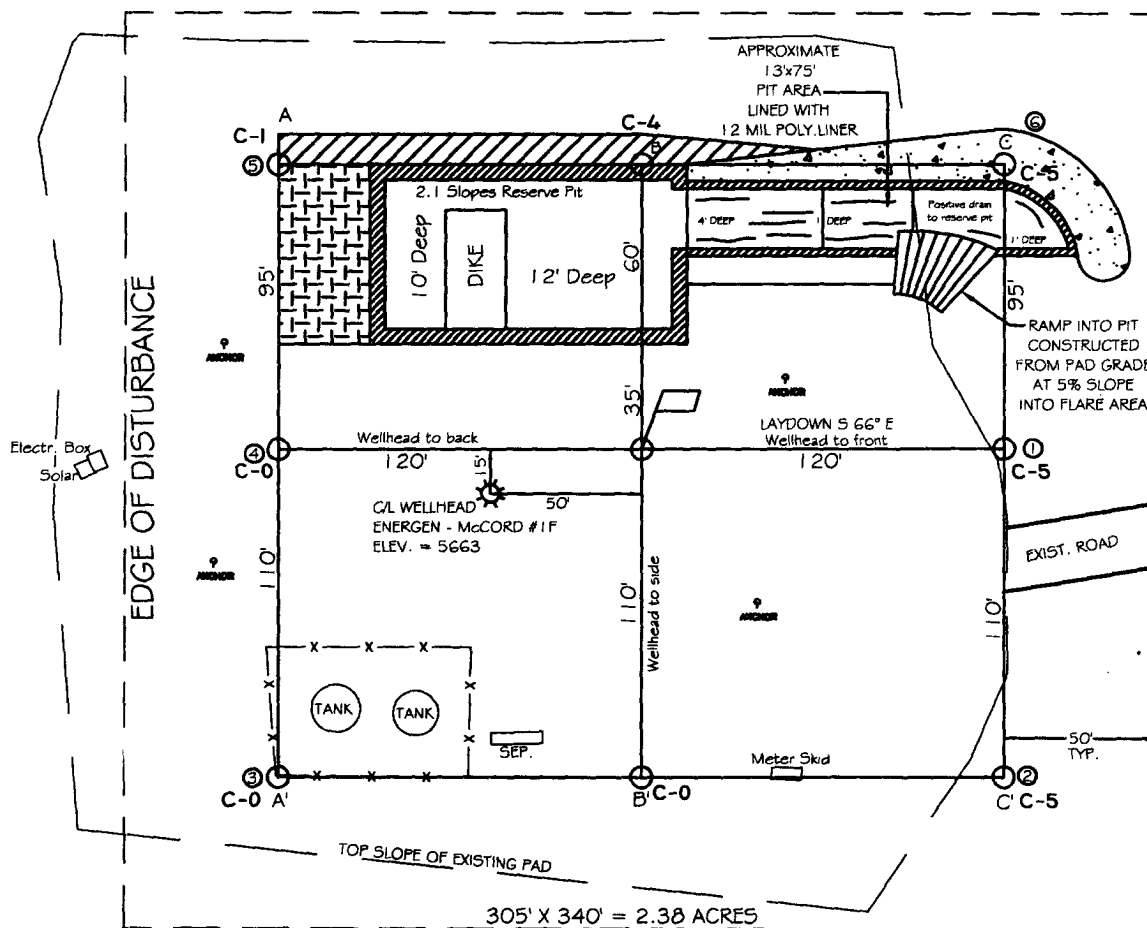 APPROXIMATE
13'x75'
PIT AREA
LINED WITH
12 MIL POLY.LINER
A
C-1
C-4
B
6
C
C-5
5
2.1 Slopes Reserve Pit
10' Deep
DIKE
12' Deep
60'
4' DEEP
1' DEEP
Positive drain
to reserve pit
1' DEEP
95'
95'
EDGE OF DISTURBANCE
RAMP INTO PIT
CONSTRUCTED
FROM PAD GRADE
AT 5% SLOPE
INTO FLARE AREA
ANCHOR
ANCHOR
35'
LAYDOWN S 66° E
Wellhead to back
Wellhead to front
Electr. Box
Solar
4
C-0
120'
120'
1
C-5
15'
50'
C/L WELLHEAD
ENERGEN - McCORD #1F
ELEV. = 5663
EXIST. ROAD
ANCHOR
110'
110'
Wellhead to side
ANCHOR
110'
TANK
TANK
SEP.
Meter Skid
50'
TYP.
3
C-0
A'
B'
C-0
C'
C-5
2
TOP SLOPE OF EXISTING PAD
305' X 340' = 2.38 ACRES